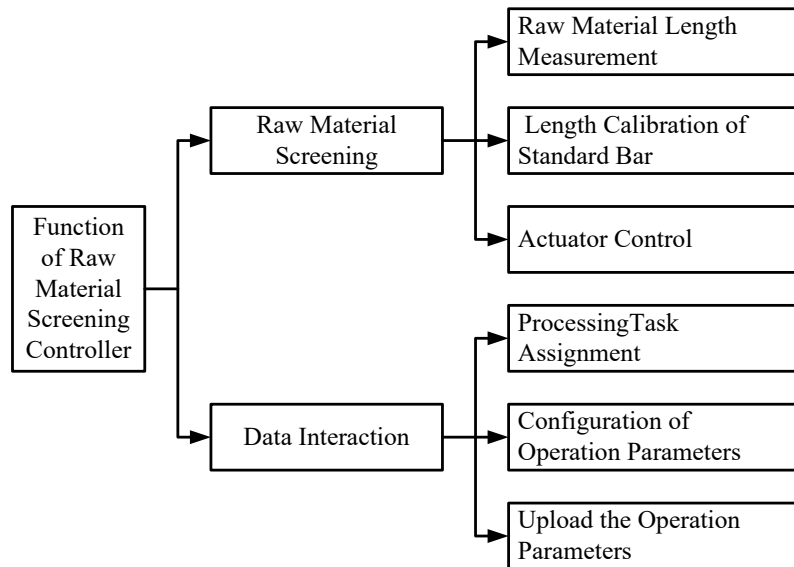 Function
of Raw
Material
Screening
Controller
Raw Material
Screening
Data Interaction
Raw Material Length
Measurement
Length Calibration of
Standard Bar
Actuator Control
ProcessingTask
Assignment
Configuration of
Operation Parameters
Upload the Operation
Parameters